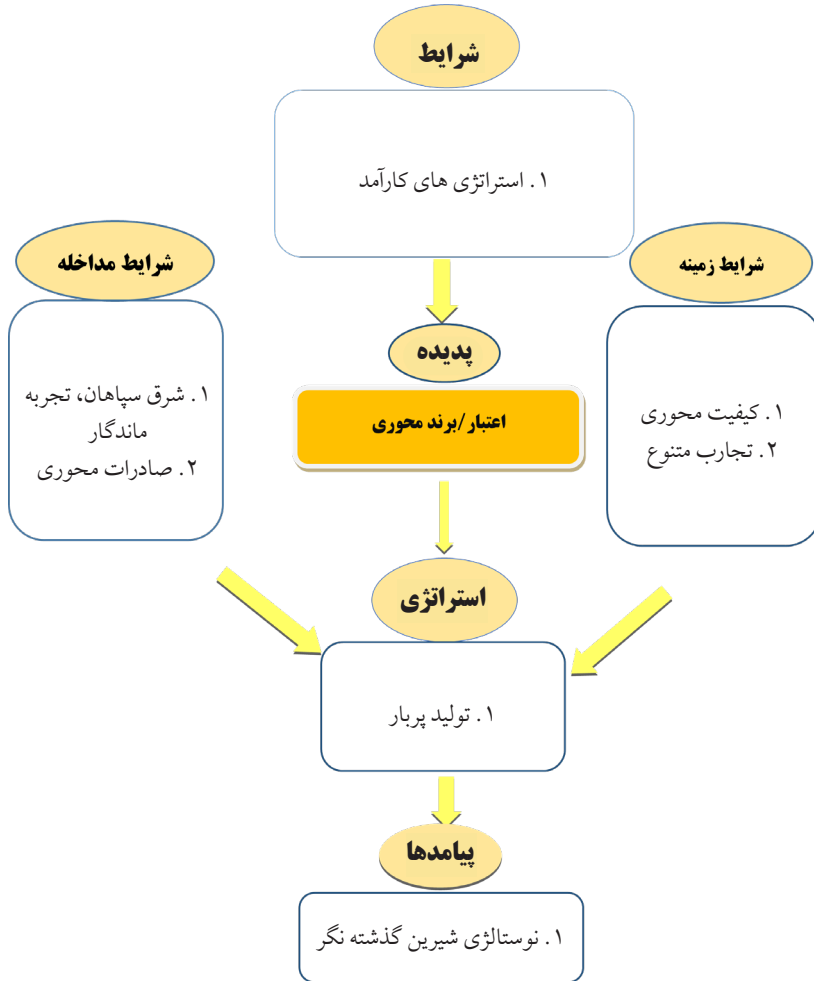 شرایط
۱. استراتژی های کارآمد
شرایط زمینه
۱. کیفیت محوری
۲. تجارب متنوع
شرایط مداخله
۱. شرق سپاهان، تجربه
ماندگار
۲. صادرات محوری
پدیده
اعتبار/برند محوری
استراتژی
۱. تولید پربار
پیامدها
۱. نوستالژی شیرین گذشته نگر